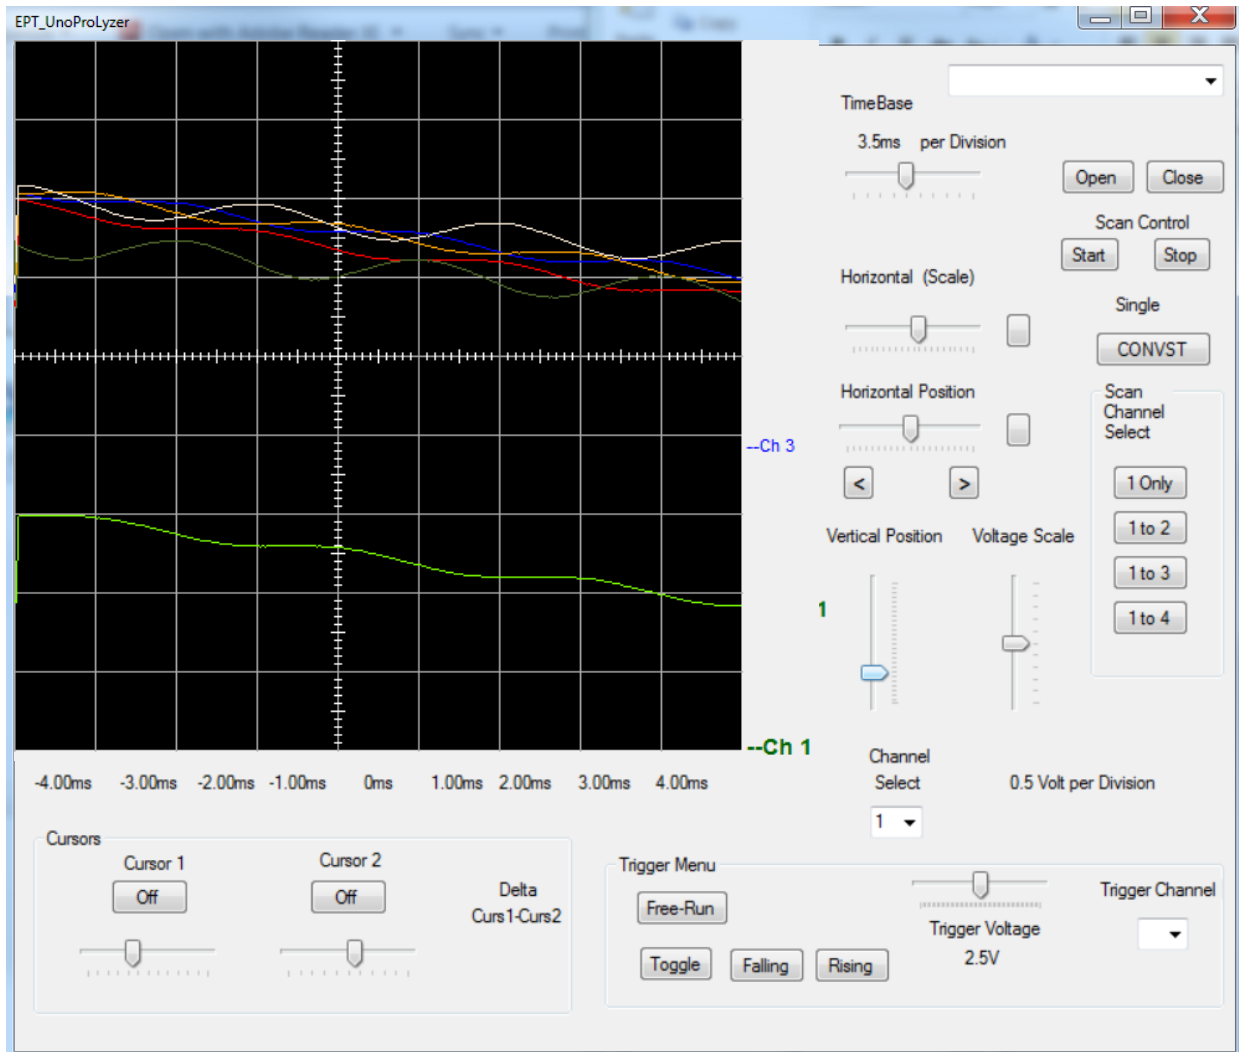 EPT_UnoProLyzer
Copy
TimeBase
3.5ms per Division
Open Close
Scan Control
Start Stop
Horizontal (Scale)
Single
CONVST
Horizontal Position
Scan
Channel
Select
--Ch 3
< >
1 Only
Vertical Position Voltage Scale
1 to 2
1 to 3
1
1 to 4
--Ch 1
Channel
Select
-4.00ms -3.00ms -2.00ms -1.00ms 0ms 1.00ms 2.00ms 3.00ms 4.00ms
0.5 Volt per Division
1
Cursors
Cursor 1 Cursor 2
Off Off
Delta
Curs1-Curs2
Trigger Menu
Free-Run
Trigger Channel
Trigger Voltage
2.5V
Toggle Falling Rising